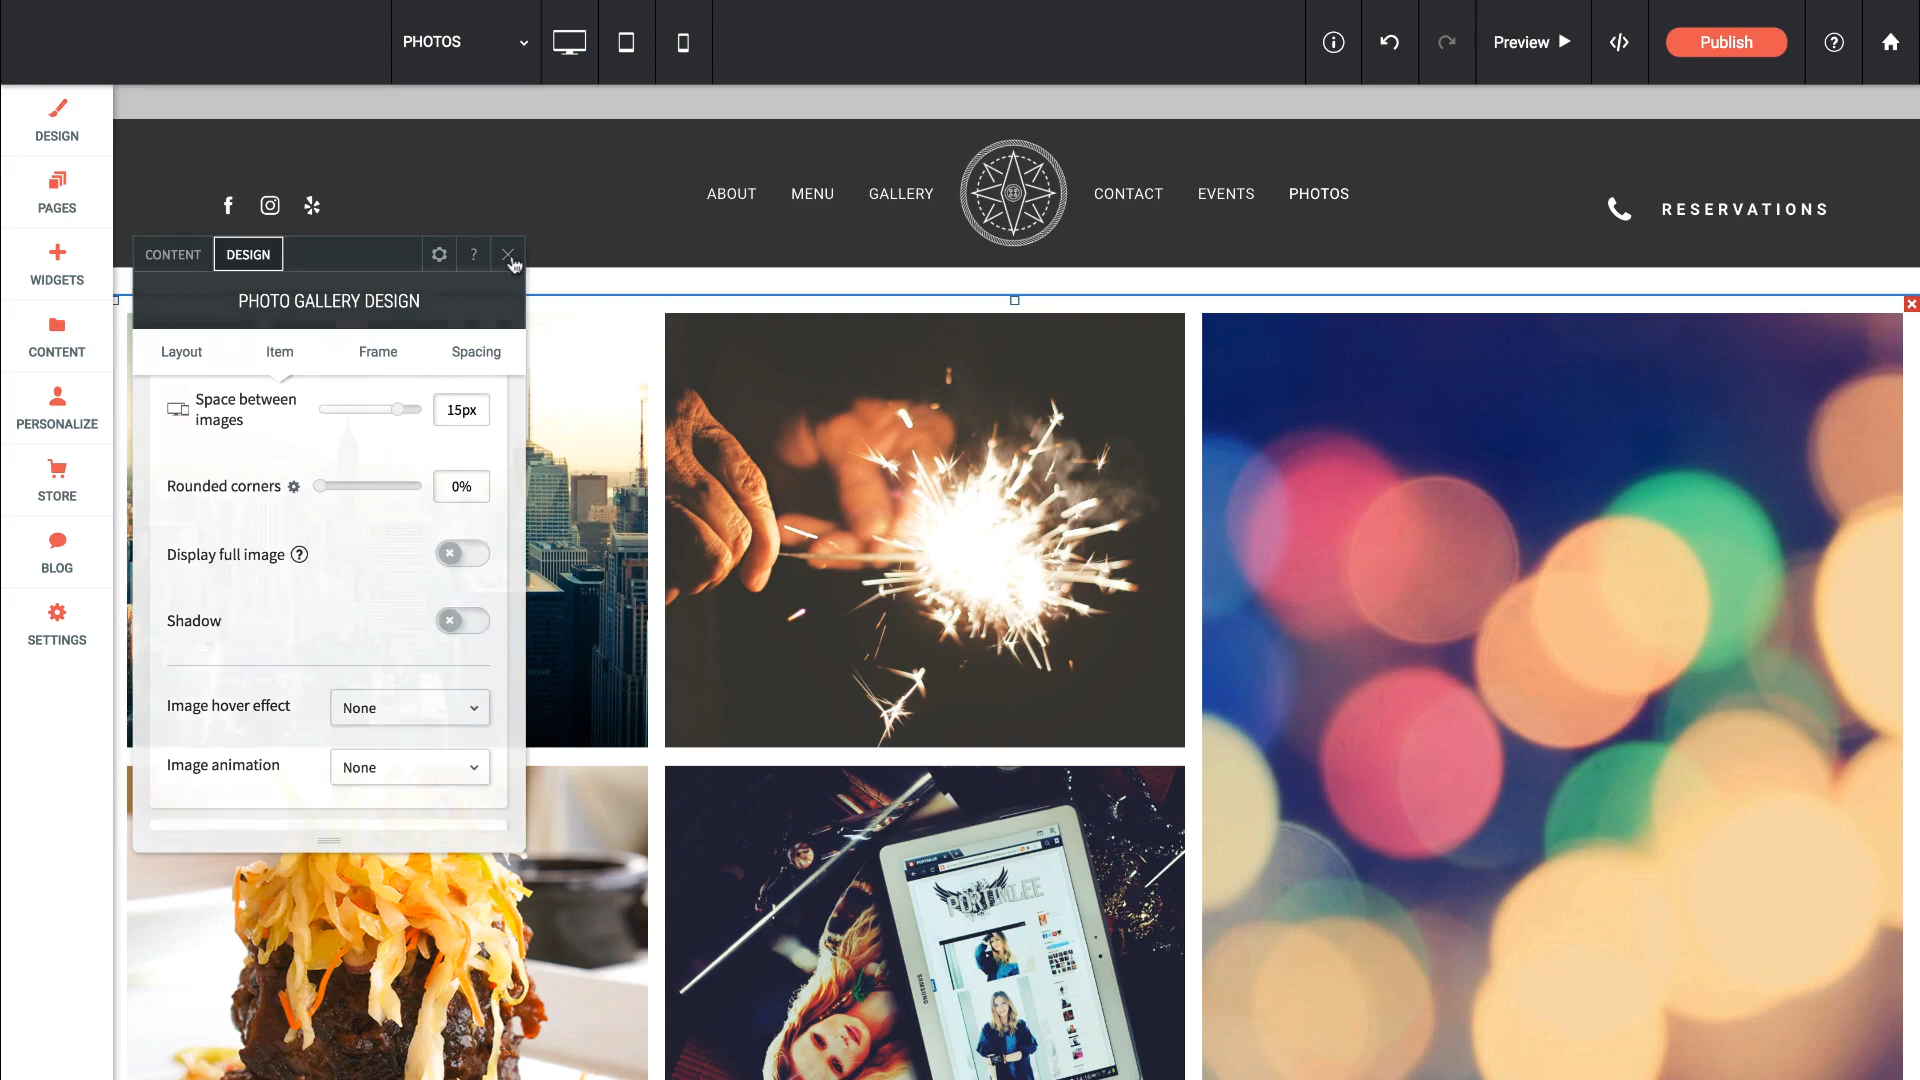 PHOTOS
Preview
</>
Publish
?
DESIGN
PAGES
WIDGETS
CONTENT
PERSONALIZE
STORE
BLOG
SETTINGS
ABOUT
MENU
GALLERY
CONTACT
EVENTS
PHOTOS
RESERVATIONS
CONTENT
DESIGN
?
PHOTO GALLERY DESIGN
Layout
Item
Frame
Spacing
Space between
images
15px
Rounded corners
0%
Display full image ?
Shadow
Image hover effect
None
Image animation
None
PORTIMLEE
SAMSUNG